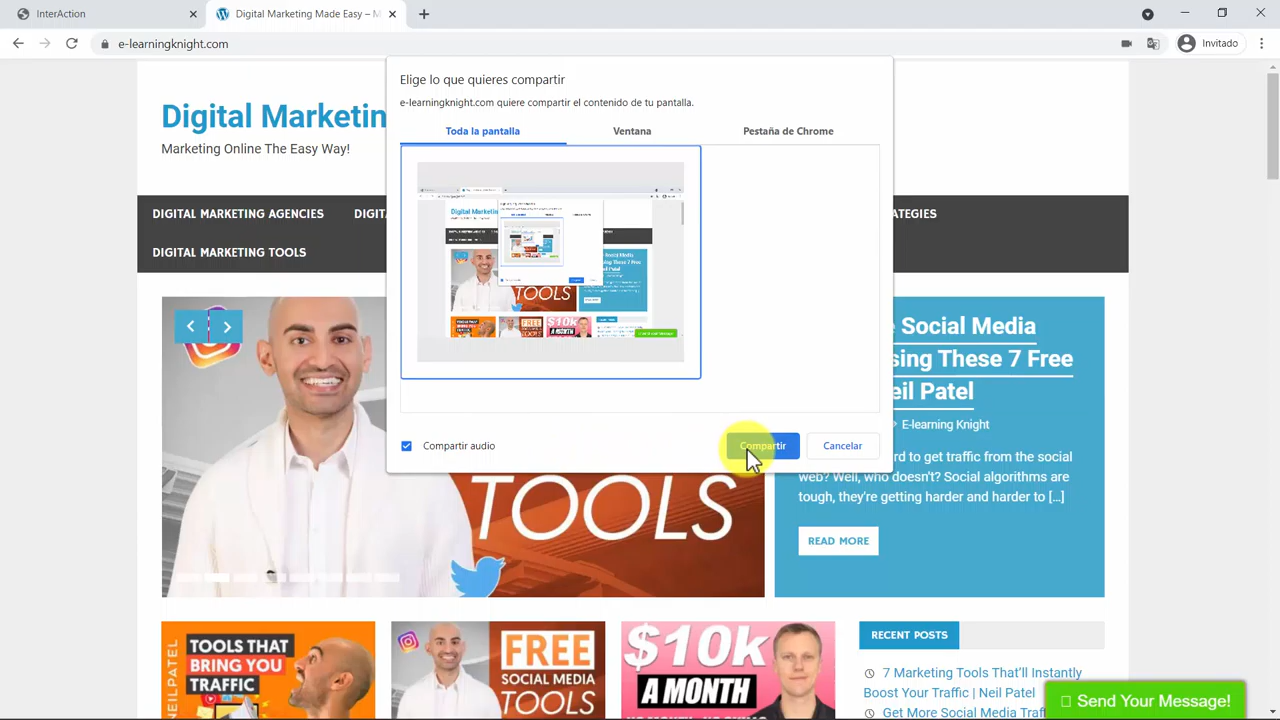 InterAction
Digital Marketing Made Easy – M
e-learningknight.com
Invitado
Elige lo que quieres compartir
e-learningknight.com quiere compartir el contenido de tu pantalla.
Toda la pantalla
Ventana
Pestaña de Chrome
Compartir audio
Compartir
Cancelar
Digital Marketin
Marketing Online The Easy Way!
DIGITAL MARKETING AGENCIES
DIGIT
DIGITAL MARKETING TOOLS
TOOLS
Social Media
sing These 7 Free
eil Patel
E-learning Knight
rd to get traffic from the social
web? Well, who doesn't? Social algorithms are
tough, they're getting harder and harder to [...]
READ MORE
NEILPATEL
TOOLS THAT
BRING YOU
TRAFFIC
FREE
SOCIAL MEDIA
TOOLS
$10k
A MONTH
RECENT POSTS
7 Marketing Tools That'll Instantly
Boost Your Traffic | Neil Patel
Get More Social Media Traf
Send Your Message!